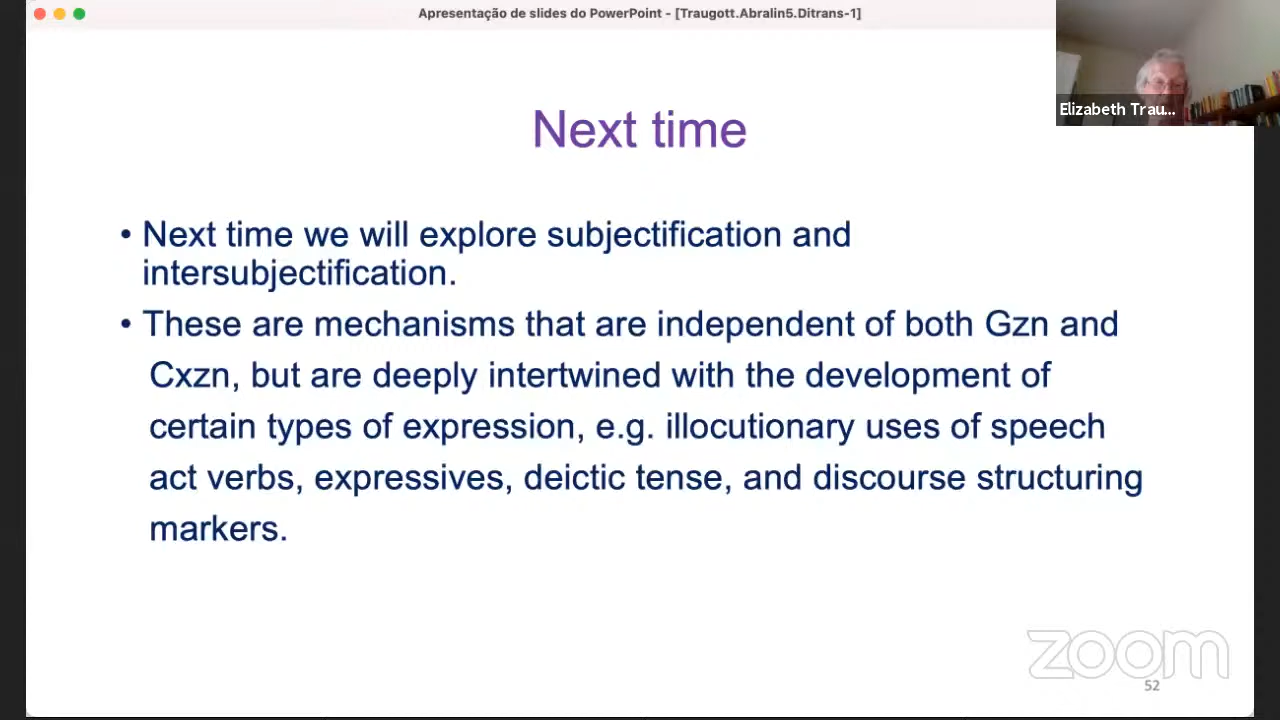 Apresentação de slides do PowerPoint - [Traugott.Abralin5.Ditrans-1]
Elizabeth Trau...
Next time
• Next time we will explore subjectification and
intersubjectification.
• These are mechanisms that are independent of both Gzn and
Cxzn, but are deeply intertwined with the development of
certain types of expression, e.g. illocutionary uses of speech
act verbs, expressives, deictic tense, and discourse structuring
markers.
zoom
52